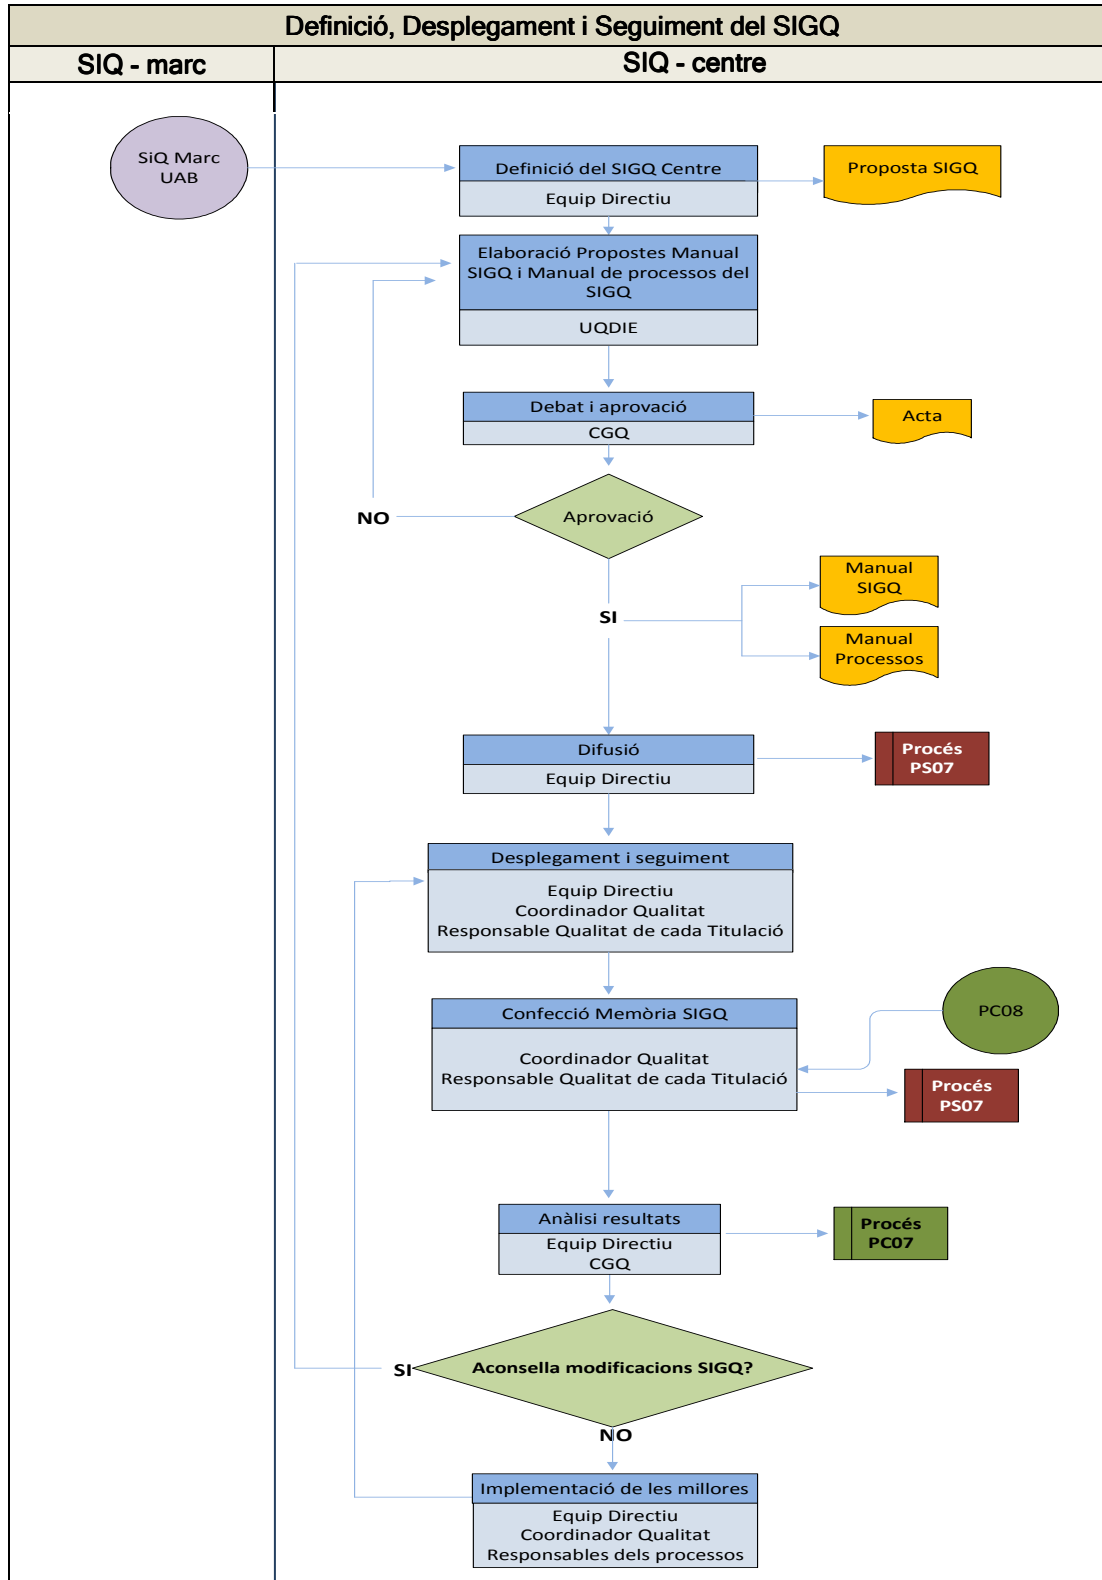 Definició, Desplegament i Seguiment del SIGQ
SIQ - marc
SIQ - centre
SiQ Marc
UAB
Definició del SIGQ Centre
Equip Directiu
Proposta SIGQ
Elaboració Propostes Manual
SIGQ i Manual de processos del
SIGQ
UQDIE
Debat i aprovació
CGQ
Acta
Aprovació
NO
Manual
SIGQ
SI
Manual
Processos
Difusió
Equip Directiu
Procés
PS07
Desplegament i seguiment
Equip Directiu
Coordinador Qualitat
Responsable Qualitat de cada Titulació
Confecció Memòria SIGQ
Coordinador Qualitat
Responsable Qualitat de cada Titulació
PC08
Procés
PS07
Anàlisi resultats
Equip Directiu
CGQ
Procés
PC07
SI
Aconsella modificacions SIGQ?
NO
Implementació de les millores
Equip Directiu
Coordinador Qualitat
Responsables dels processos